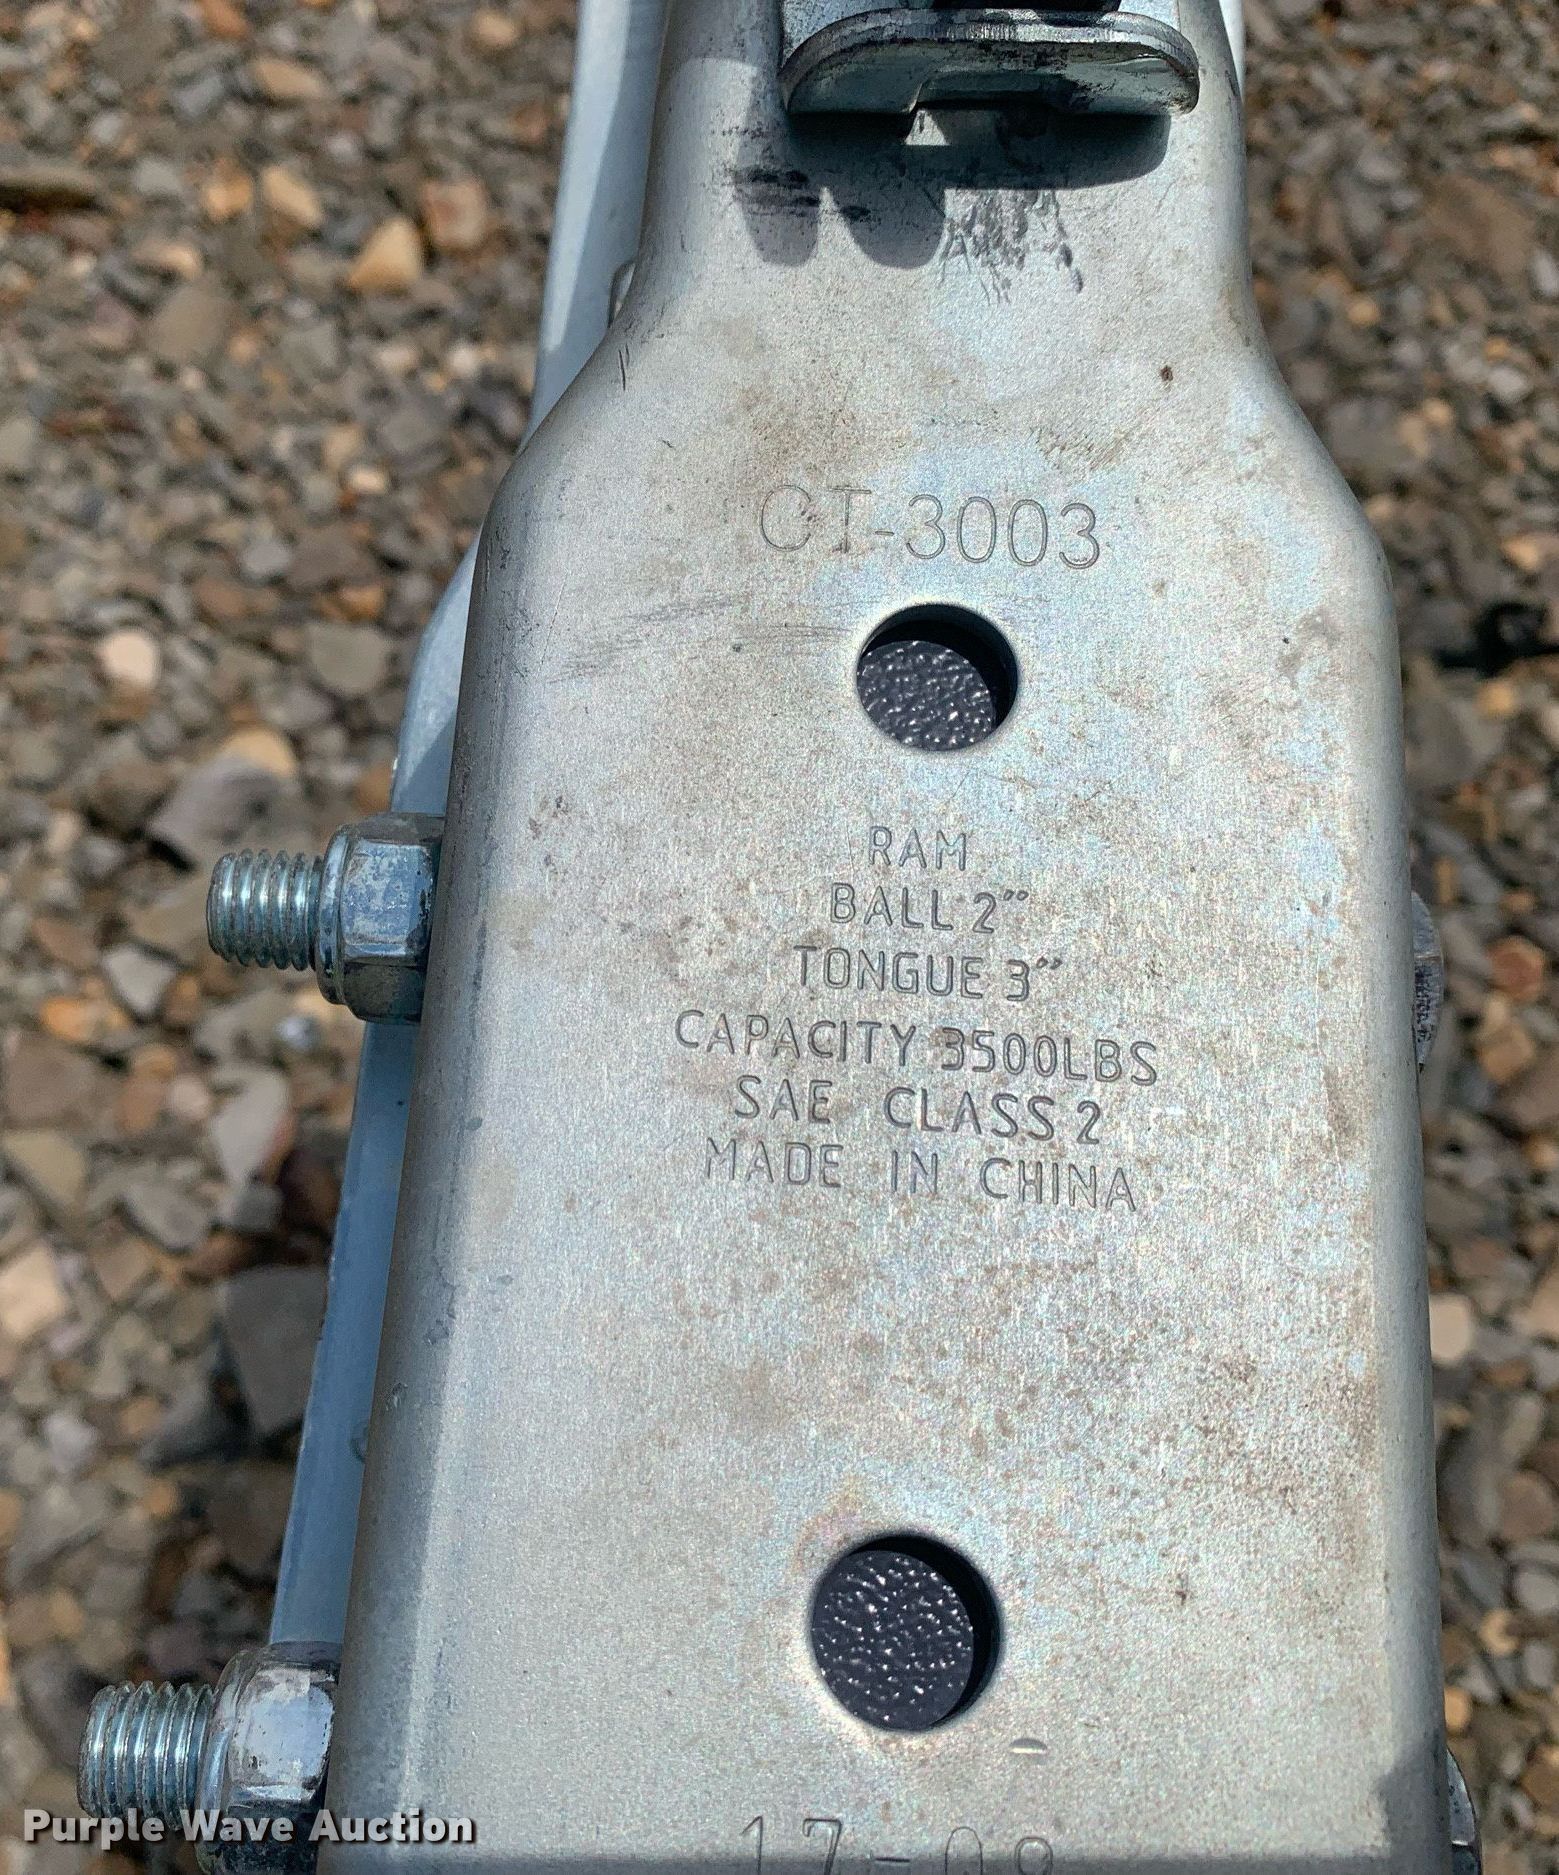 CT-3003
RAM
BALL 2"
TONGUE 3"
CAPACITY 3500LBS
SAE CLASS 2
MADE IN CHINA
Purple Wave Auction